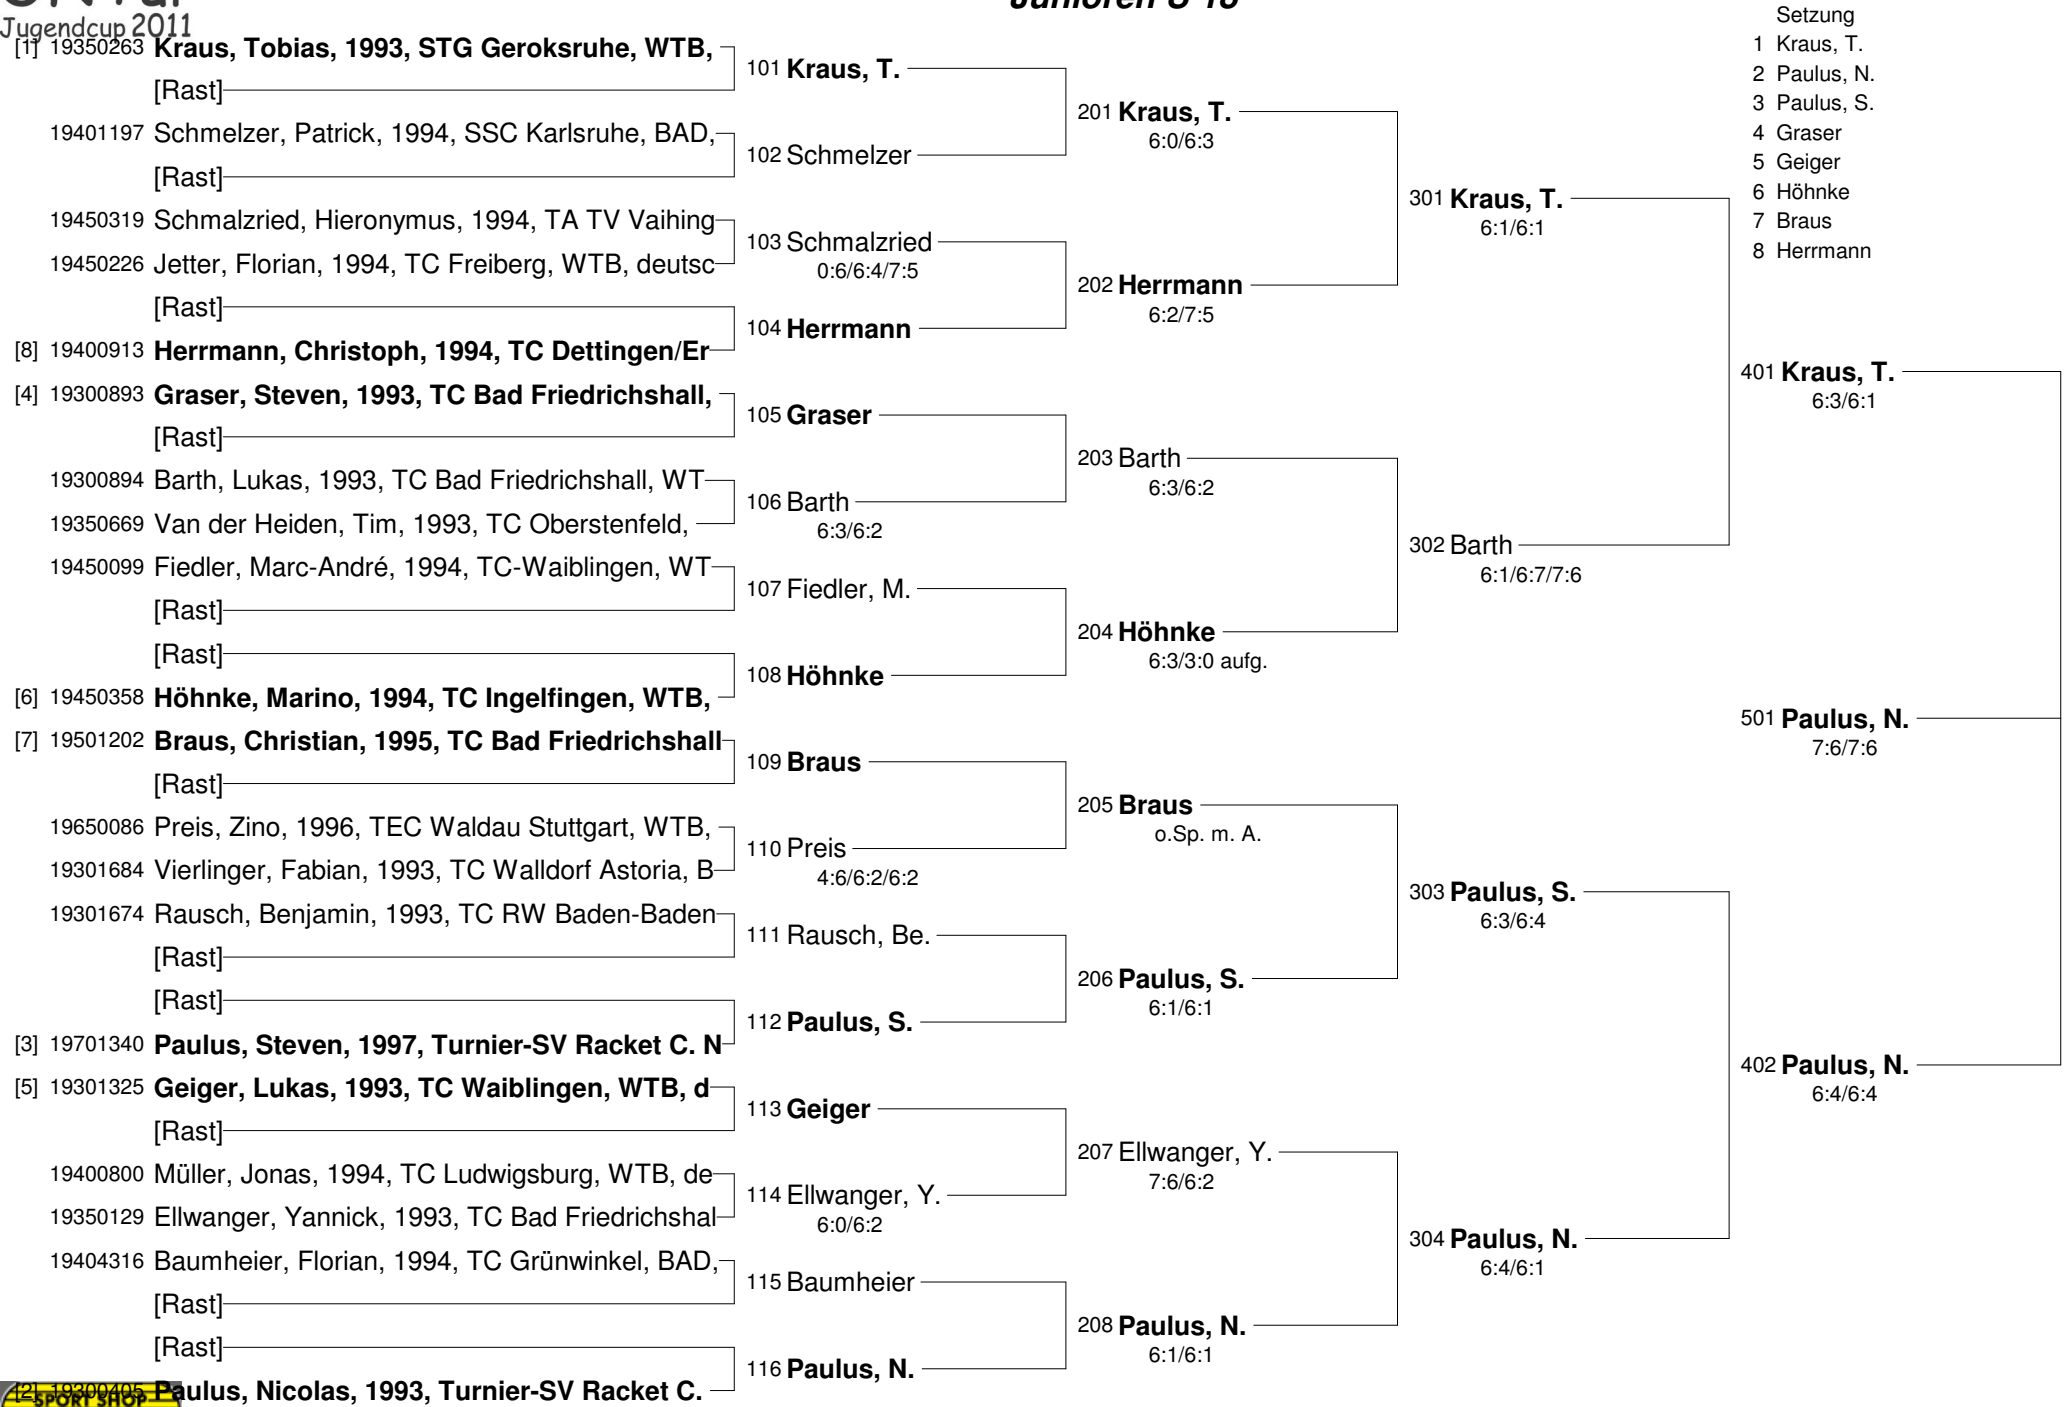 Jugendcup 2011
Setzung
1 Kraus, T.
2 Paulus, N.
3 Paulus, S.
4 Graser
5 Geiger
6 Höhnke
7 Braus
8 Herrmann
[1] 19350263 Kraus, Tobias, 1993, STG Geroksruhe, WTB,
[Rast]
19401197 Schmelzer, Patrick, 1994, SSC Karlsruhe, BAD,
[Rast]
19450319 Schmalzried, Hieronymus, 1994, TA TV Vaihing
19450226 Jetter, Florian, 1994, TC Freiberg, WTB, deutsc
[Rast]
[8] 19400913 Herrmann, Christoph, 1994, TC Dettingen/Er
[4] 19300893 Graser, Steven, 1993, TC Bad Friedrichshall,
[Rast]
19300894 Barth, Lukas, 1993, TC Bad Friedrichshall, WT
19350669 Van der Heiden, Tim, 1993, TC Oberstenfeld,
19450099 Fiedler, Marc-André, 1994, TC-Waiblingen, WT
[Rast]
[Rast]
[6] 19450358 Höhnke, Marino, 1994, TC Ingelfingen, WTB,
[7] 19501202 Braus, Christian, 1995, TC Bad Friedrichshall
[Rast]
19650086 Preis, Zino, 1996, TEC Waldau Stuttgart, WTB,
19301684 Vierlinger, Fabian, 1993, TC Walldorf Astoria, B
19301674 Rausch, Benjamin, 1993, TC RW Baden-Baden
[Rast]
[Rast]
[3] 19701340 Paulus, Steven, 1997, Turnier-SV Racket C. N
[5] 19301325 Geiger, Lukas, 1993, TC Waiblingen, WTB, d
[Rast]
19400800 Müller, Jonas, 1994, TC Ludwigsburg, WTB, de
19350129 Ellwanger, Yannick, 1993, TC Bad Friedrichshal
19404316 Baumheier, Florian, 1994, TC Grünwinkel, BAD,
[Rast]
[Rast]
[2] 19300405 Paulus, Nicolas, 1993, Turnier-SV Racket C.
SPORT SHOP
101 Kraus, T.
102 Schmelzer
103 Schmalzried
0:6/6:4/7:5
104 Herrmann
105 Graser
106 Barth
6:3/6:2
107 Fiedler, M.
108 Höhnke
109 Braus
110 Preis
4:6/6:2/6:2
111 Rausch, Be.
112 Paulus, S.
113 Geiger
114 Ellwanger, Y.
6:0/6:2
115 Baumheier
116 Paulus, N.
201 Kraus, T.
6:0/6:3
202 Herrmann
6:2/7:5
203 Barth
6:3/6:2
204 Höhnke
6:3/3:0 aufg.
205 Braus
o.Sp. m. A.
206 Paulus, S.
6:1/6:1
207 Ellwanger, Y.
7:6/6:2
208 Paulus, N.
6:1/6:1
301 Kraus, T.
6:1/6:1
302 Barth
6:1/6:7/7:6
303 Paulus, S.
6:3/6:4
304 Paulus, N.
6:4/6:1
401 Kraus, T.
6:3/6:1
501 Paulus, N.
7:6/7:6
402 Paulus, N.
6:4/6:4